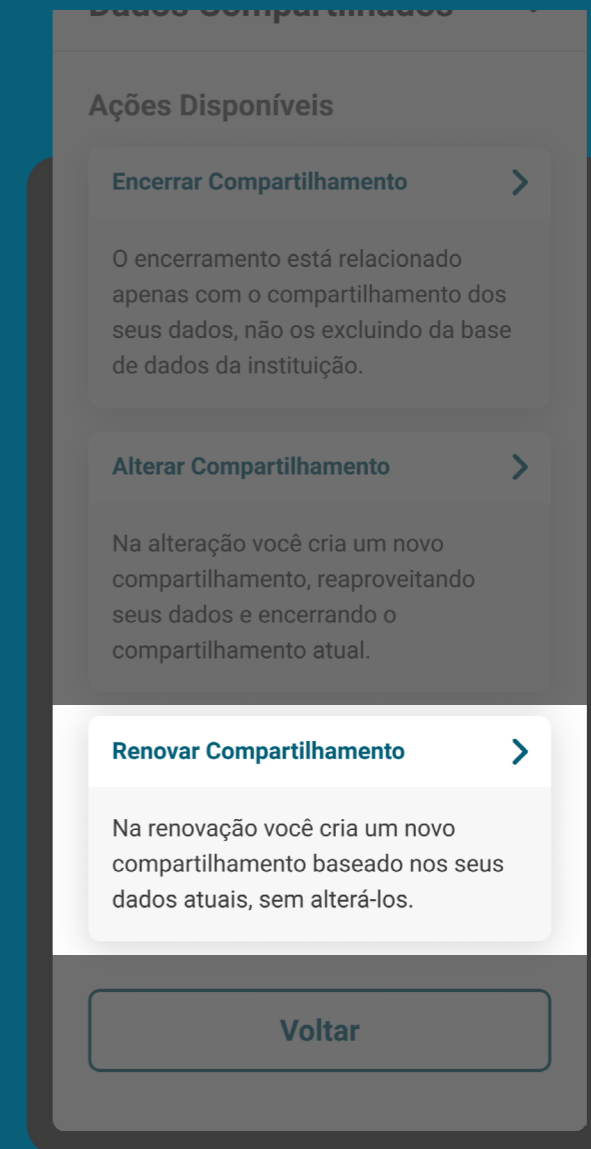 Dados Compartilhados
Ações Disponíveis
Encerrar Compartilhamento
O encerramento está relacionado
apenas com o compartilhamento dos
seus dados, não os excluindo da base
de dados da instituição.
Alterar Compartilhamento
Na alteração você cria um novo
compartilhamento, reaproveitando
seus dados e encerrando o
compartilhamento atual.
Renovar Compartilhamento
Na renovação você cria um novo
compartilhamento baseado nos seus
dados atuais, sem alterá-los.
Voltar